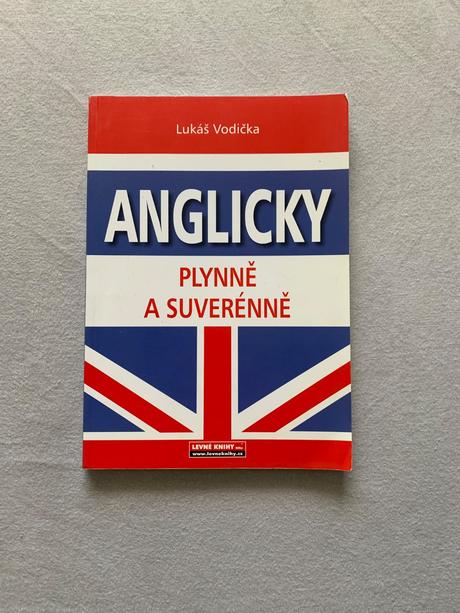 Lukáš Vodička
ANGLICKY
PLYNNĚ
A SUVERÉNNĚ
LEVNÉ KNIHY
www.levneknihy.cz